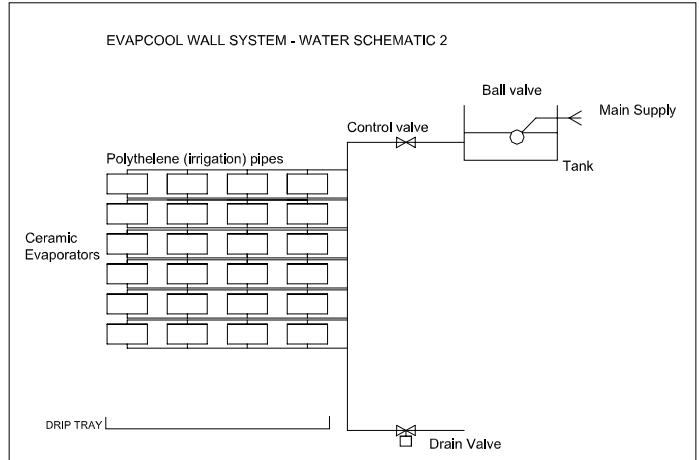 EVAPCOOL WALL SYSTEM - WATER SCHEMATIC 2
Ball valve
Main Supply
Control valve
Polythelene (irrigation) pipes
Tank
Ceramic
Evaporators
DRIP TRAY
Drain Valve